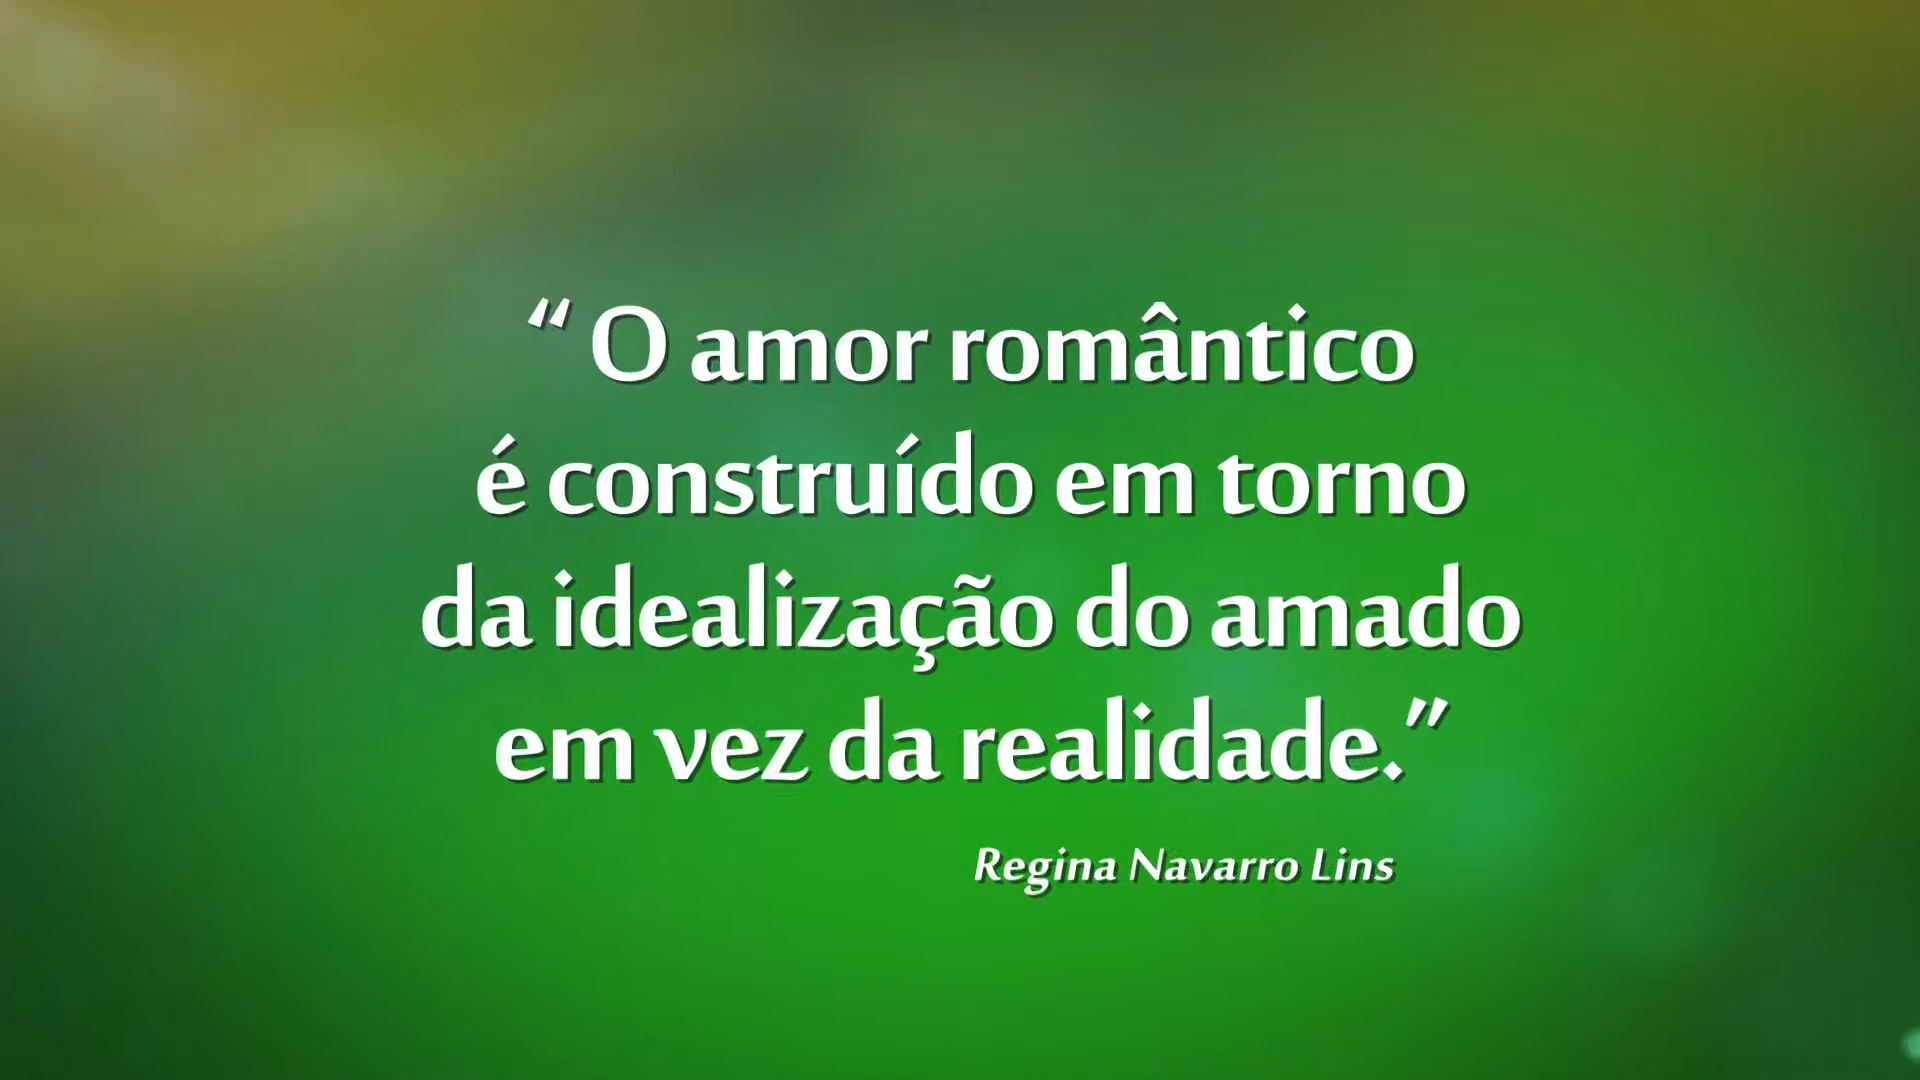 “ O amor romântico
é construído em torno
da idealização do amado
em vez da realidade.”
Regina Navarro Lins